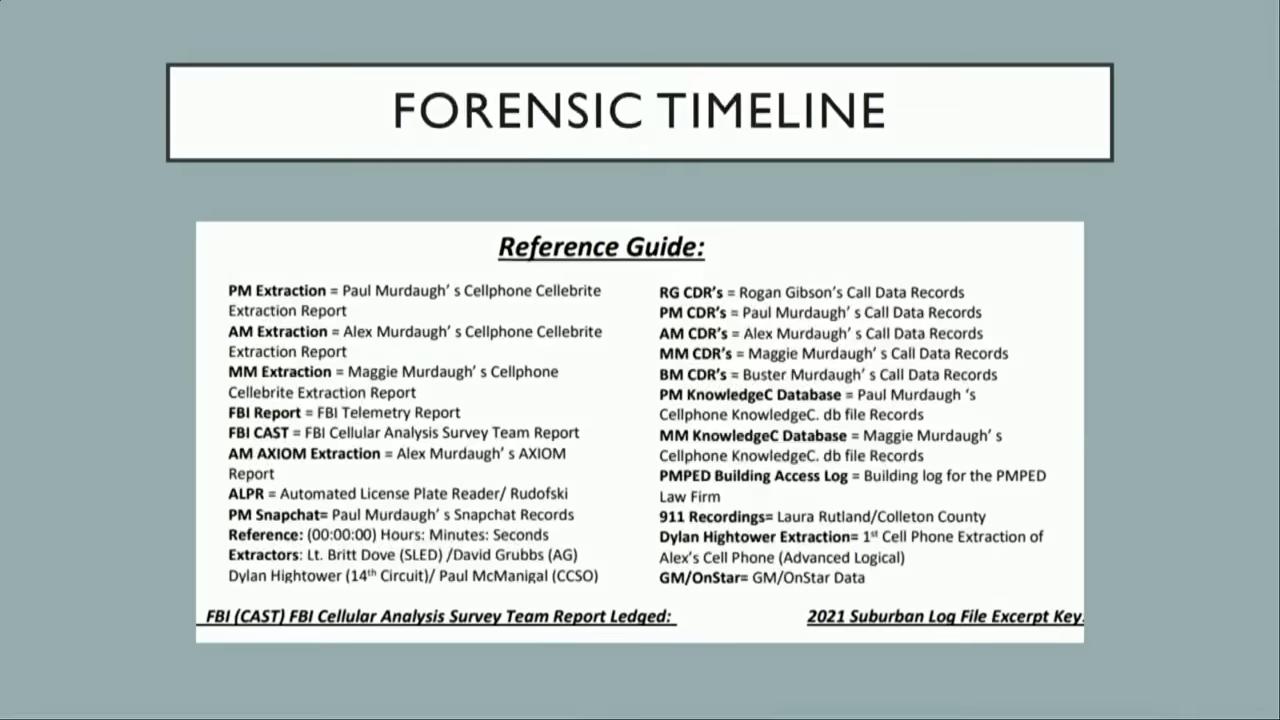 FORENSIC TIMELINE
Reference Guide:
PM Extraction = Paul Murdaugh' s Cellphone Cellebrite
Extraction Report
AM Extraction = Alex Murdaugh' s Cellphone Cellebrite
Extraction Report
MM Extraction = Maggie Murdaugh' s Cellphone
Cellebrite Extraction Report
FBI Report = FBI Telemetry Report
FBI CAST = FBI Cellular Analysis Survey Team Report
AM AXIOM Extraction = Alex Murdaugh' s AXIOM
Report
ALPR = Automated License Plate Reader/ Rudofski
PM Snapchat= Paul Murdaugh' s Snapchat Records
Reference: (00:00:00) Hours: Minutes: Seconds
Extractors: Lt. Britt Dove (SLED) /David Grubbs (AG)
Dylan Hightower (14th Circuit)/ Paul McManigal (CCSO)
RG CDR's = Rogan Gibson's Call Data Records
PM CDR's = Paul Murdaugh' s Call Data Records
AM CDR's = Alex Murdaugh' s Call Data Records
MM CDR's = Maggie Murdaugh' s Call Data Records
BM CDR's = Buster Murdaugh' s Call Data Records
PM KnowledgeC Database = Paul Murdaugh 's
Cellphone KnowledgeC. db file Records
MM KnowledgeC Database = Maggie Murdaugh' s
Cellphone KnowledgeC. db file Records
PMPED Building Access Log = Building log for the PMPED
Law Firm
911 Recordings= Laura Rutland/Colleton County
Dylan Hightower Extraction= 1st Cell Phone Extraction of
Alex's Cell Phone (Advanced Logical)
GM/OnStar= GM/OnStar Data
FBI (CAST) FBI Cellular Analysis Survey Team Report Ledged:
2021 Suburban Log File Excerpt Key: